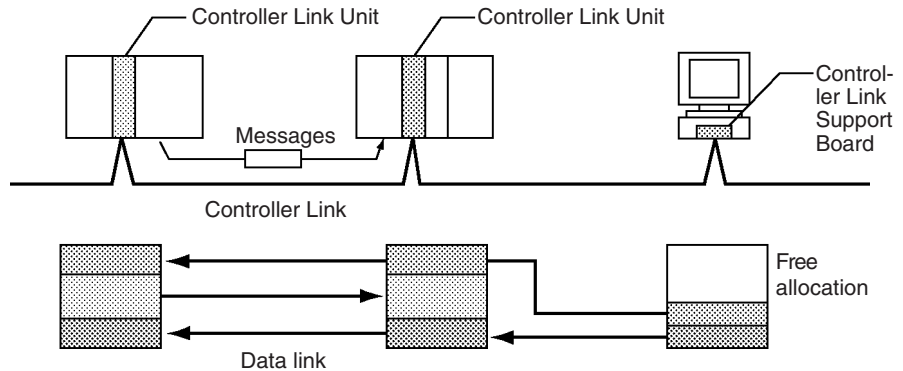 Controller Link Unit
Controller Link Unit
Control-
ler Link
Support
Board
Messages
Controller Link
Free
allocation
Data link